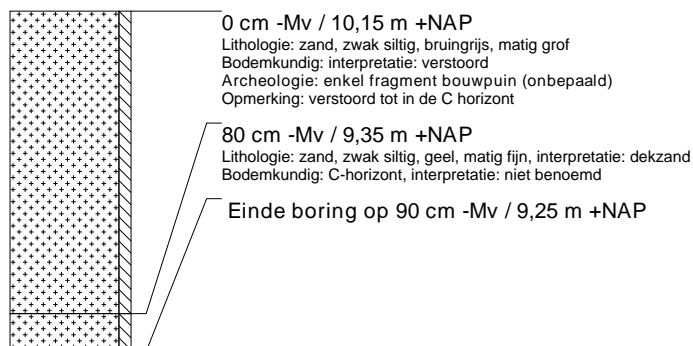 0 cm -Mv / 10,15 m +NAP
Lithologie: zand, zwak siltig, bruingrijs, matig grof
Bodemkundig: interpretatie: verstoord
Archeologie: enkel fragment bouwpuin (onbepaald)
Opmerking: verstoord tot in de C horizont
80 cm -Mv / 9,35 m +NAP
Lithologie: zand, zwak siltig, geel, matig fijn, interpretatie: dekzand
Bodemkundig: C-horizont, interpretatie: niet benoemd
Einde boring op 90 cm -Mv / 9,25 m +NAP